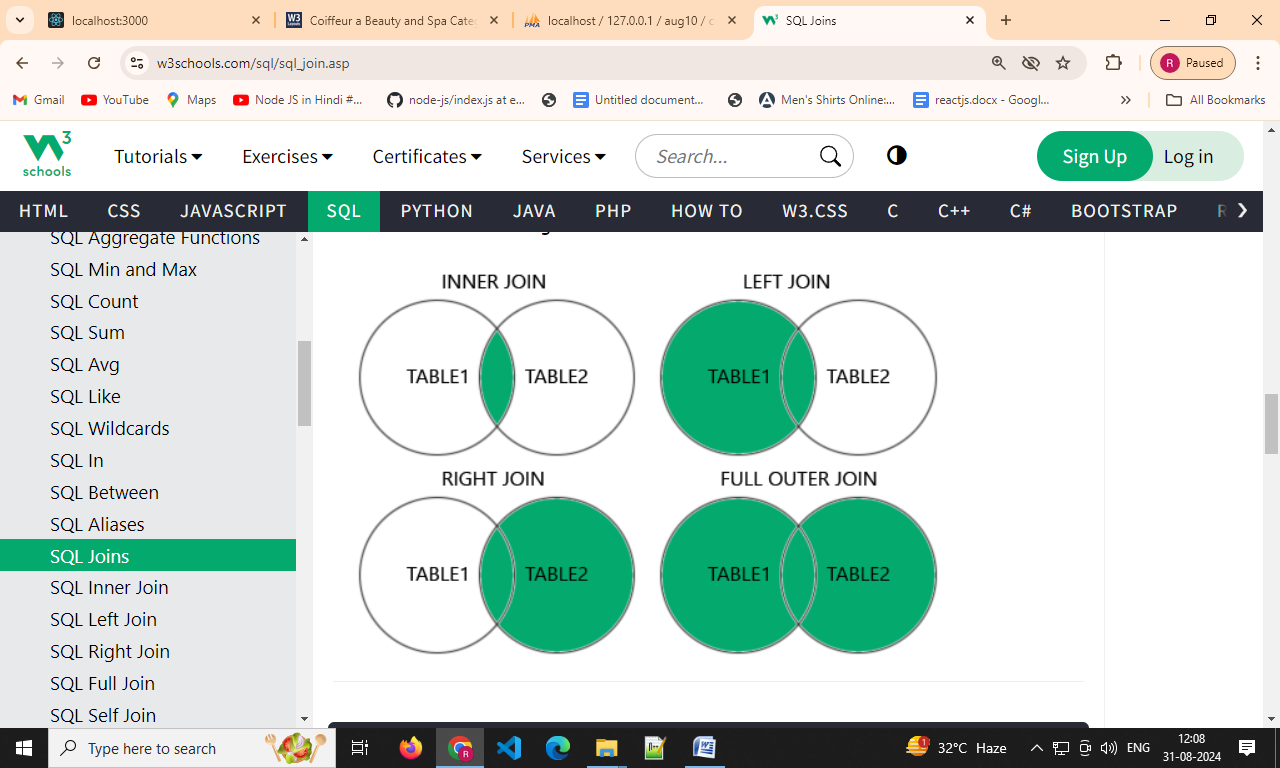 localhost:3000
Coiffeur a Beauty and Spa Categ
localhost / 127.0.0.1 / aug10 / c
SQL Joins
w3schools.com/sql/sql_join.asp
R Paused
Gmail
YouTube
Maps
Node JS in Hindi #...
node-js/index.js at e...
Untitled document...
Men's Shirts Online:...
reactjs.docx - Googl...
All Bookmarks
W3 schools
Tutorials
Exercises
Certificates
Services
Search...
Sign Up
Log in
HTML CSS JAVASCRIPT SQL PYTHON JAVA PHP HOW TO W3.CSS C C++ C# BOOTSTRAP R
SQL Aggregate Functions
SQL Min and Max
SQL Count
SQL Sum
SQL Avg
SQL Like
SQL Wildcards
SQL In
SQL Between
SQL Aliases
SQL Joins
SQL Inner Join
SQL Left Join
SQL Right Join
SQL Full Join
SQL Self Join
INNER JOIN
TABLE1 TABLE2
LEFT JOIN
TABLE1 TABLE2
RIGHT JOIN
TABLE1 TABLE2
FULL OUTER JOIN
TABLE1 TABLE2
Type here to search
32°C Haze
ENG
12:08
31-08-2024